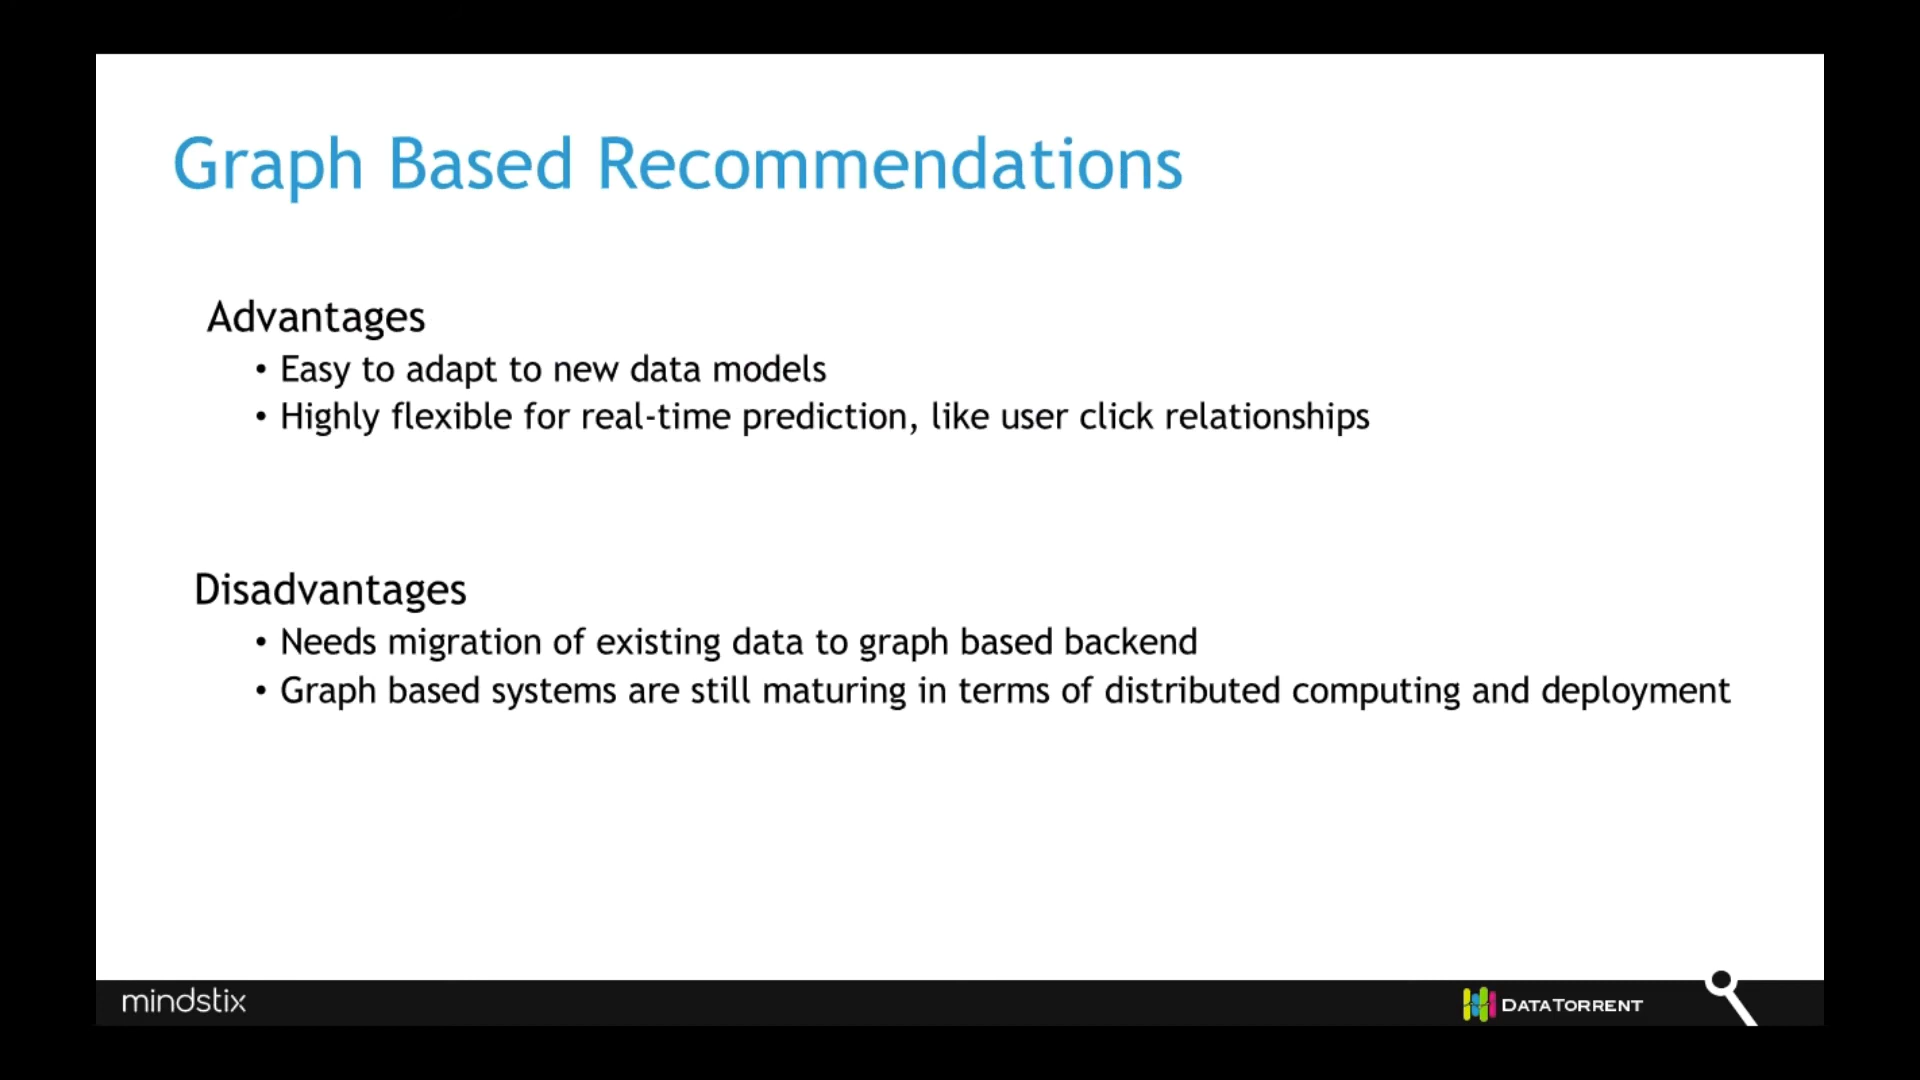 Graph Based Recommendations
Advantages
• Easy to adapt to new data models
• Highly flexible for real-time prediction, like user click relationships
Disadvantages
• Needs migration of existing data to graph based backend
• Graph based systems are still maturing in terms of distributed computing and deployment
mindstix
DATATORRENT